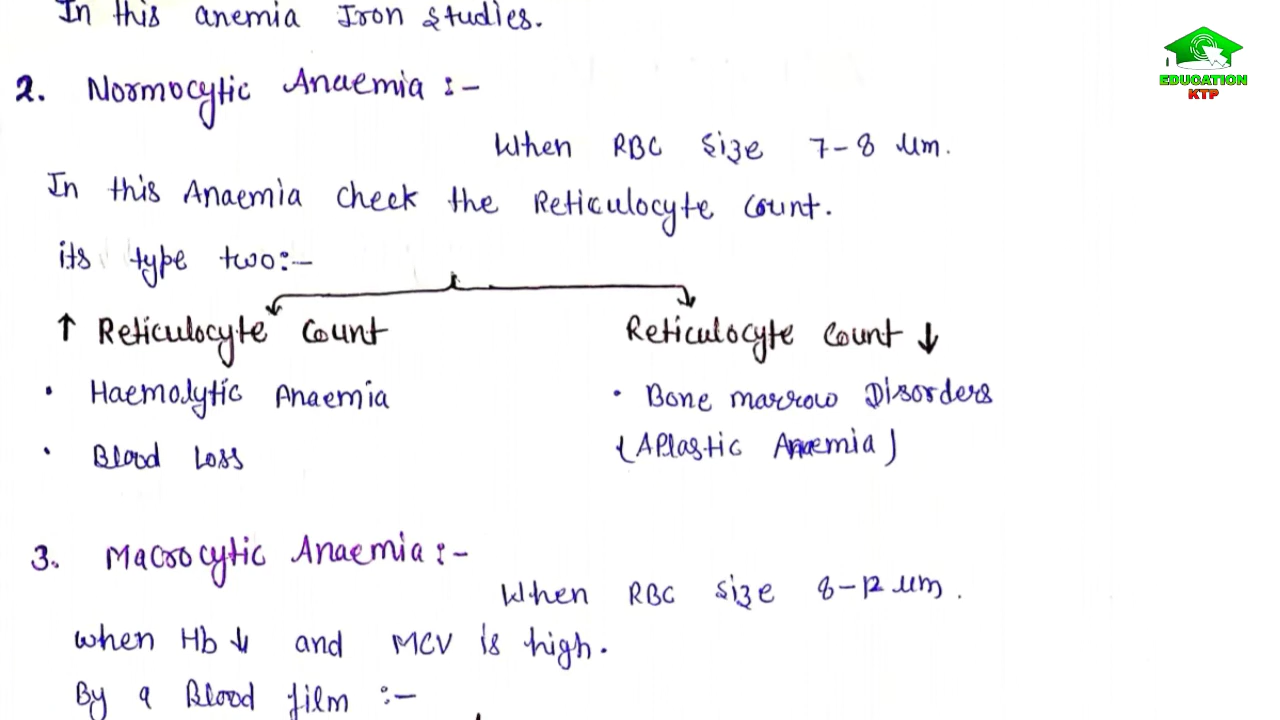 In this anemia Iron studies.
EDUCATION
KTP
2. Normocytic Anaemia :-
When RBC Size 7-8 µm.
In this Anaemia check the Reticulocyte count.
its type two:-
↑ Reticulocyte Count
Reticulocyte Count ↓
• Haemolytic Anaemia
• Bone marrow Disorders
• Blood Loss
(Aplastic Anaemia)
3. Macrocytic Anaemia :-
When RBC Size 8-12 µm.
when Hb ↓ and MCV is high.
By a Blood film :-